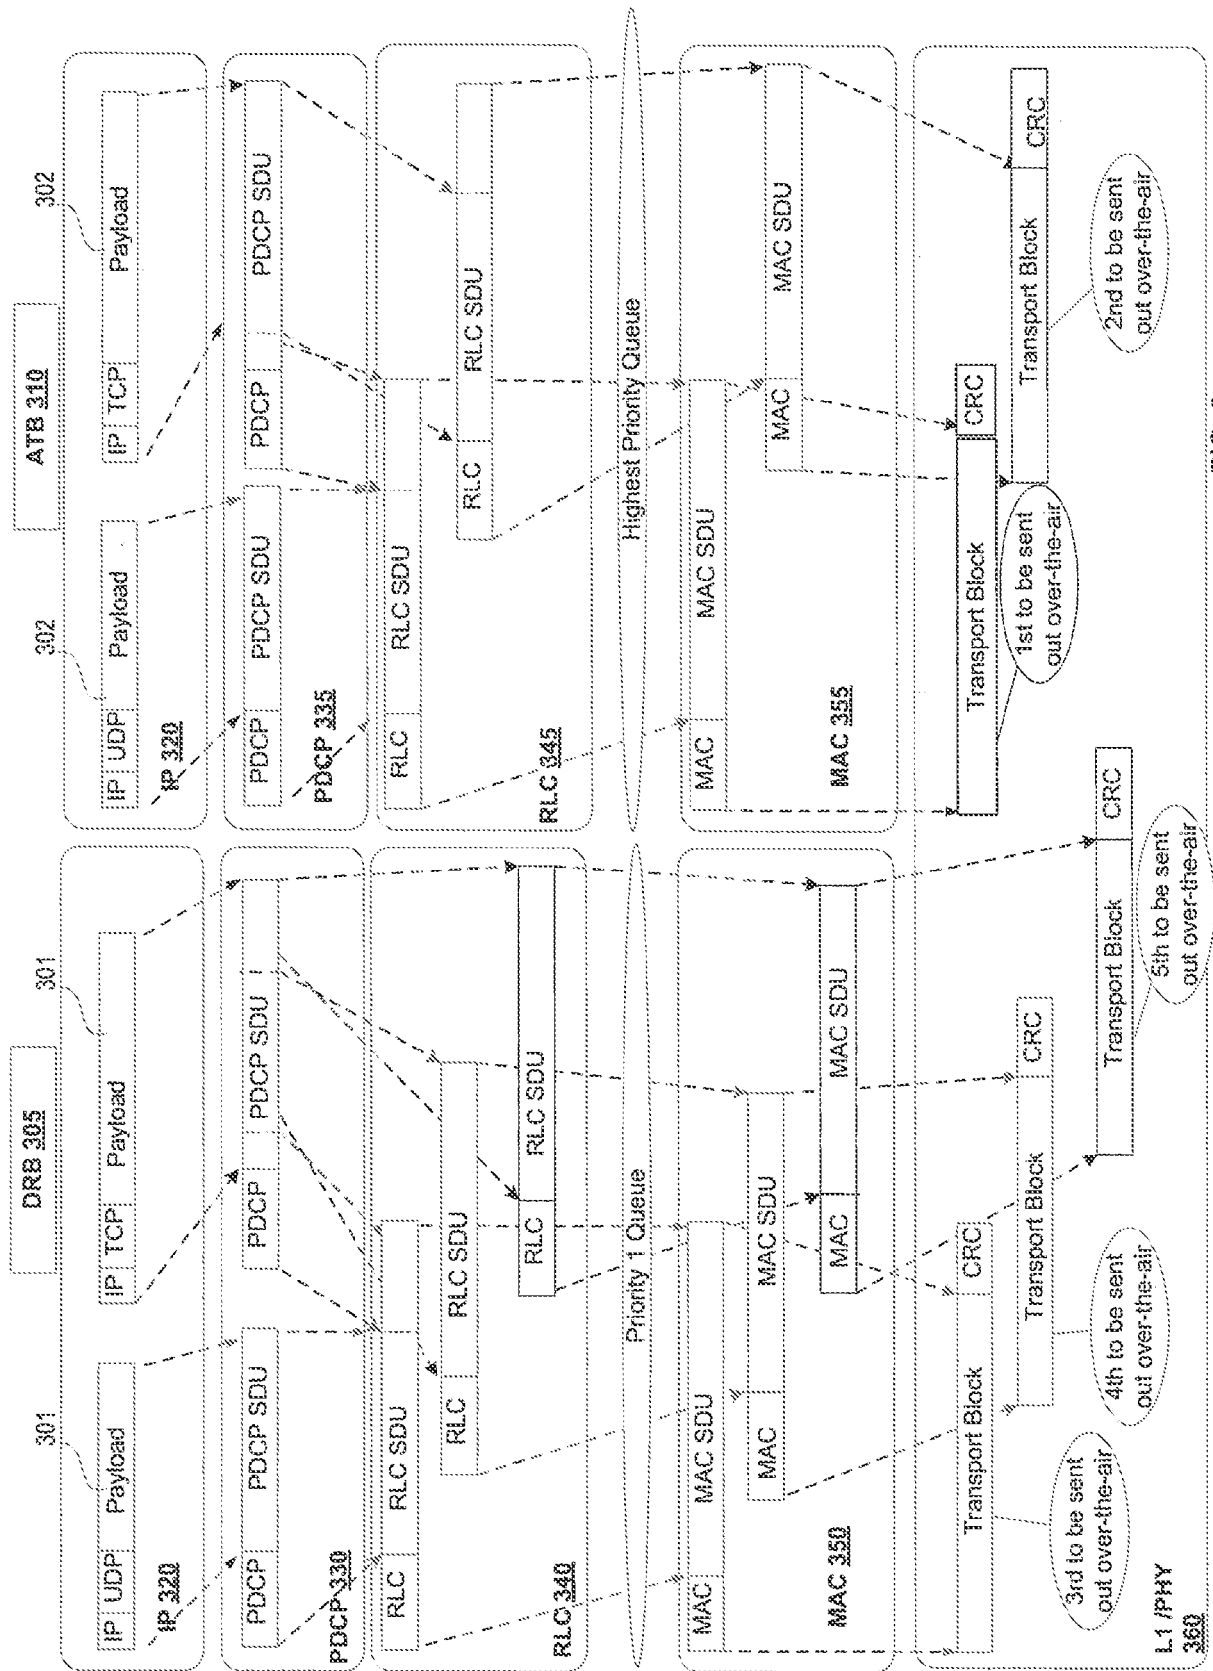 DRB 305
ATB 310
301
301
302
302
IP UDP Payload
IP TCP Payload
IP UDP Payload
IP TCP Payload
IP 320
IP 320
PDCP PDCP SDU
PDCP PDCP SDU
PDCP PDCP SDU
PDCP PDCP SDU
PDCP 330
PDCP 335
RLC RLC SDU
RLC RLC SDU
RLC RLC SDU
RLC RLC SDU
RLC RLC SDU
RLC 340
RLC 345
Priority 1 Queue
Highest Priority Queue
MAC MAC SDU
MAC MAC SDU
MAC MAC SDU
MAC MAC SDU
MAC MAC SDU
MAC 350
MAC 355
Transport Block CRC
Transport Block CRC
Transport Block CRC
Transport Block CRC
Transport Block CRC
3rd to be sent
out over-the-air
4th to be sent
out over-the-air
5th to be sent
out over-the-air
1st to be sent
out over-the-air
2nd to be sent
out over-the-air
L1 /PHY
360